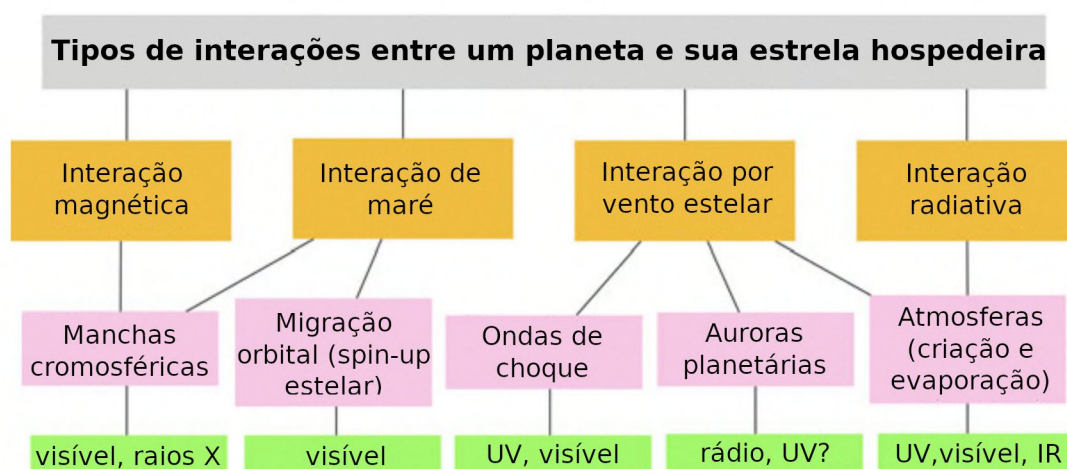 Tipos de interações entre um planeta e sua estrela hospedeira
Interação
magnética
Interação de
maré
Interação por
vento estelar
Interação
radiativa
Manchas
cromosféricas
Migração
orbital (spin-up
estelar)
Ondas de
choque
Auroras
planetárias
Atmosferas
(criação e
evaporação)
visível, raios X
visível
UV, visível
rádio, UV?
UV,visível, IR